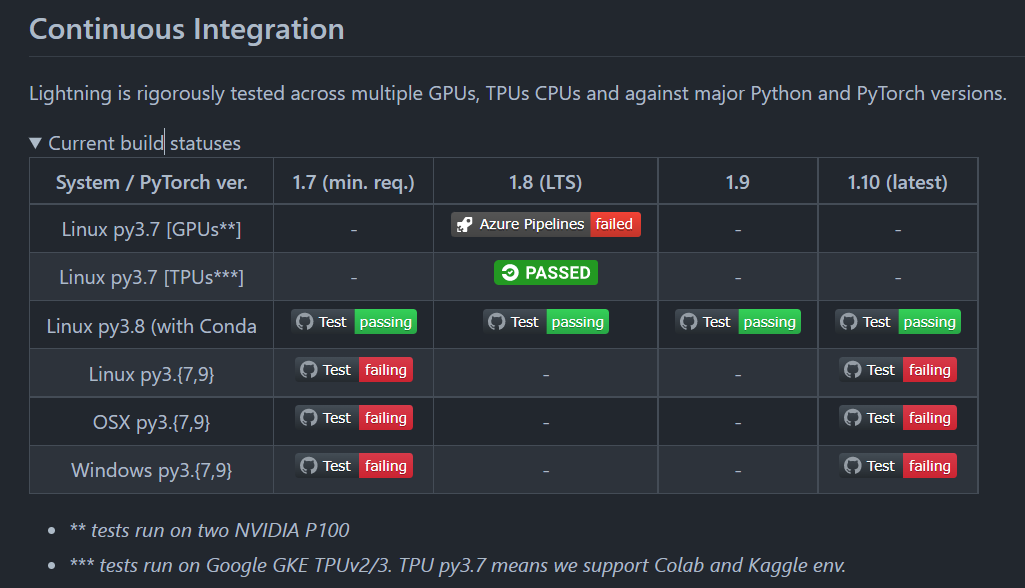 Continuous Integration
Lightning is rigorously tested across multiple GPUs, TPUs CPUs and against major Python and PyTorch versions.
▼ Current build statuses
System / PyTorch ver. 1.7 (min. req.) 1.8 (LTS) 1.9 1.10 (latest)
Linux py3.7 [GPUs**] - Azure Pipelines failed - -
Linux py3.7 [TPUs***] - PASSED - -
Linux py3.8 (with Conda Test passing Test passing Test passing Test passing
Linux py3.{7,9} Test failing - - Test failing
OSX py3.{7,9} Test failing - - Test failing
Windows py3.{7,9} Test failing - - Test failing
• ** tests run on two NVIDIA P100
• *** tests run on Google GKE TPUv2/3. TPU py3.7 means we support Colab and Kaggle env.